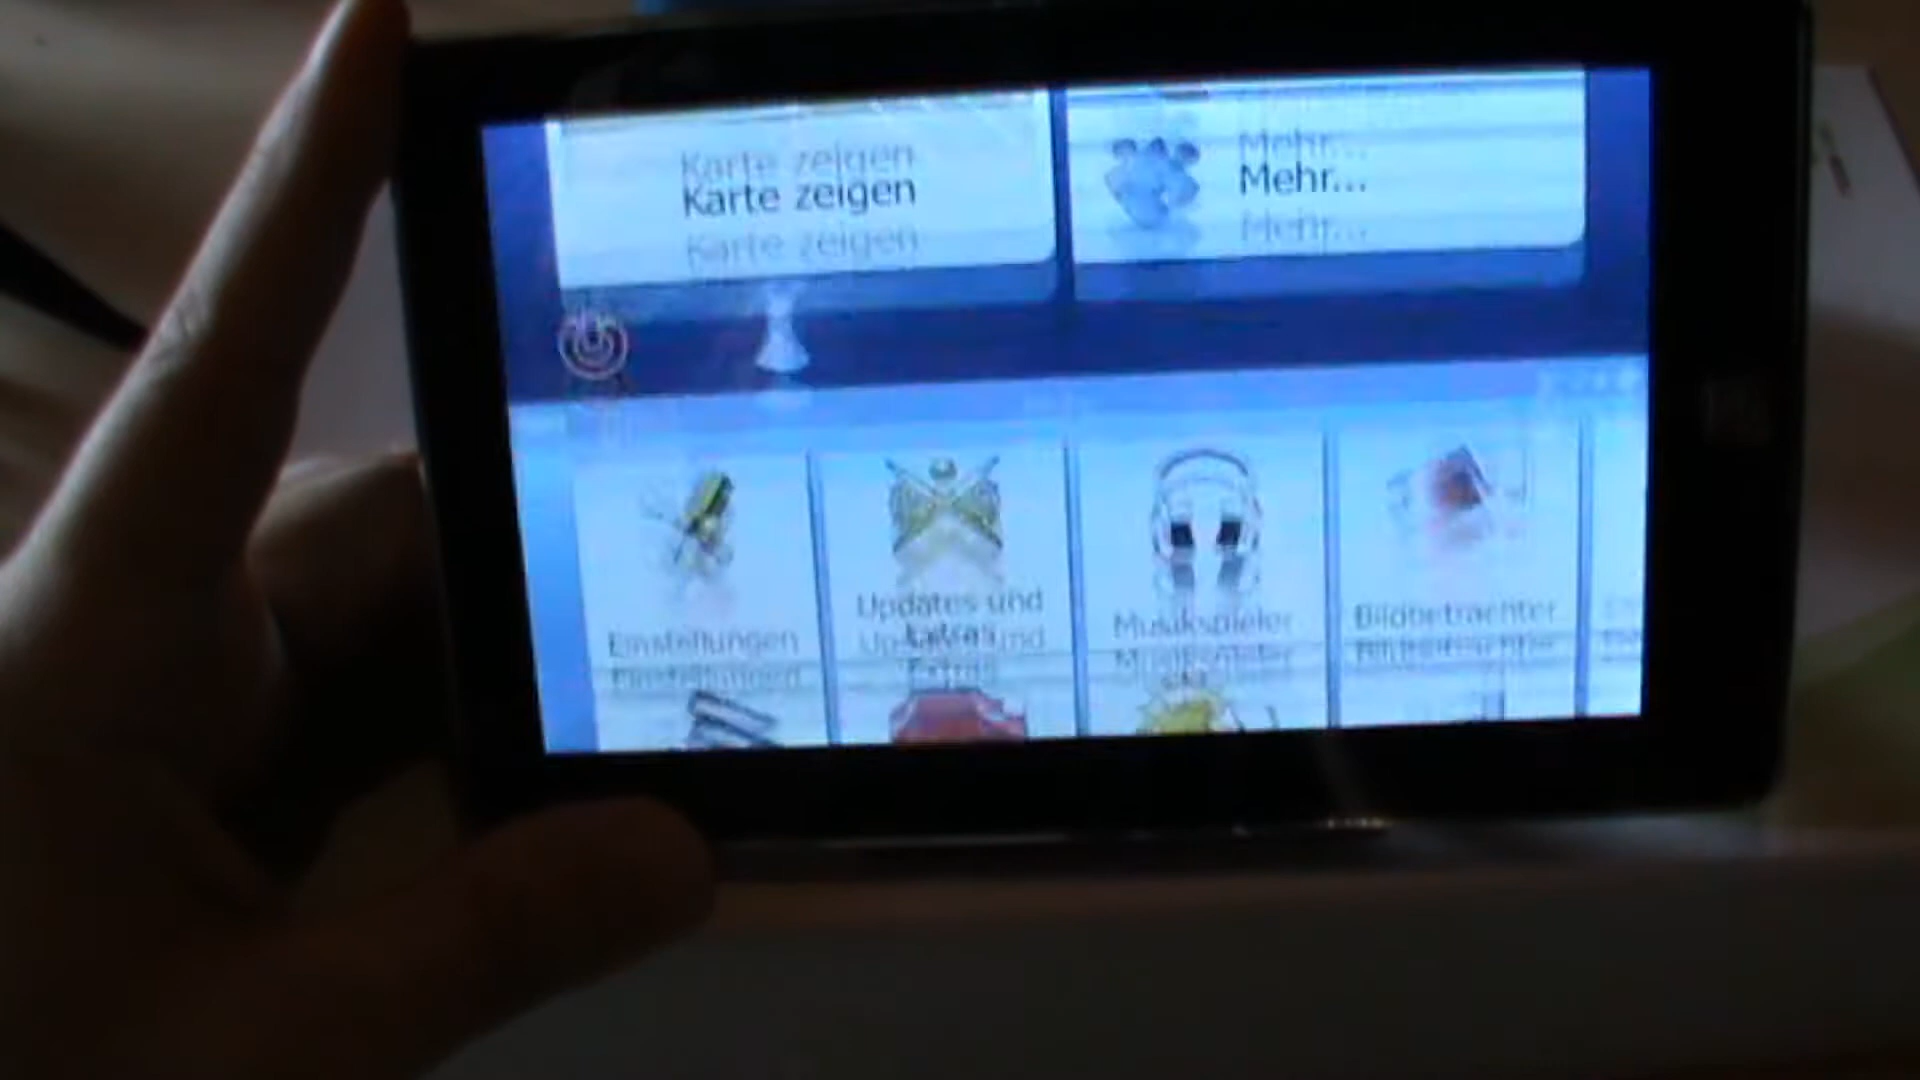 Karte zeigen
Mehr...
Einstellungen
Updates und
Extras
Musikspieler
Bildbetrachter